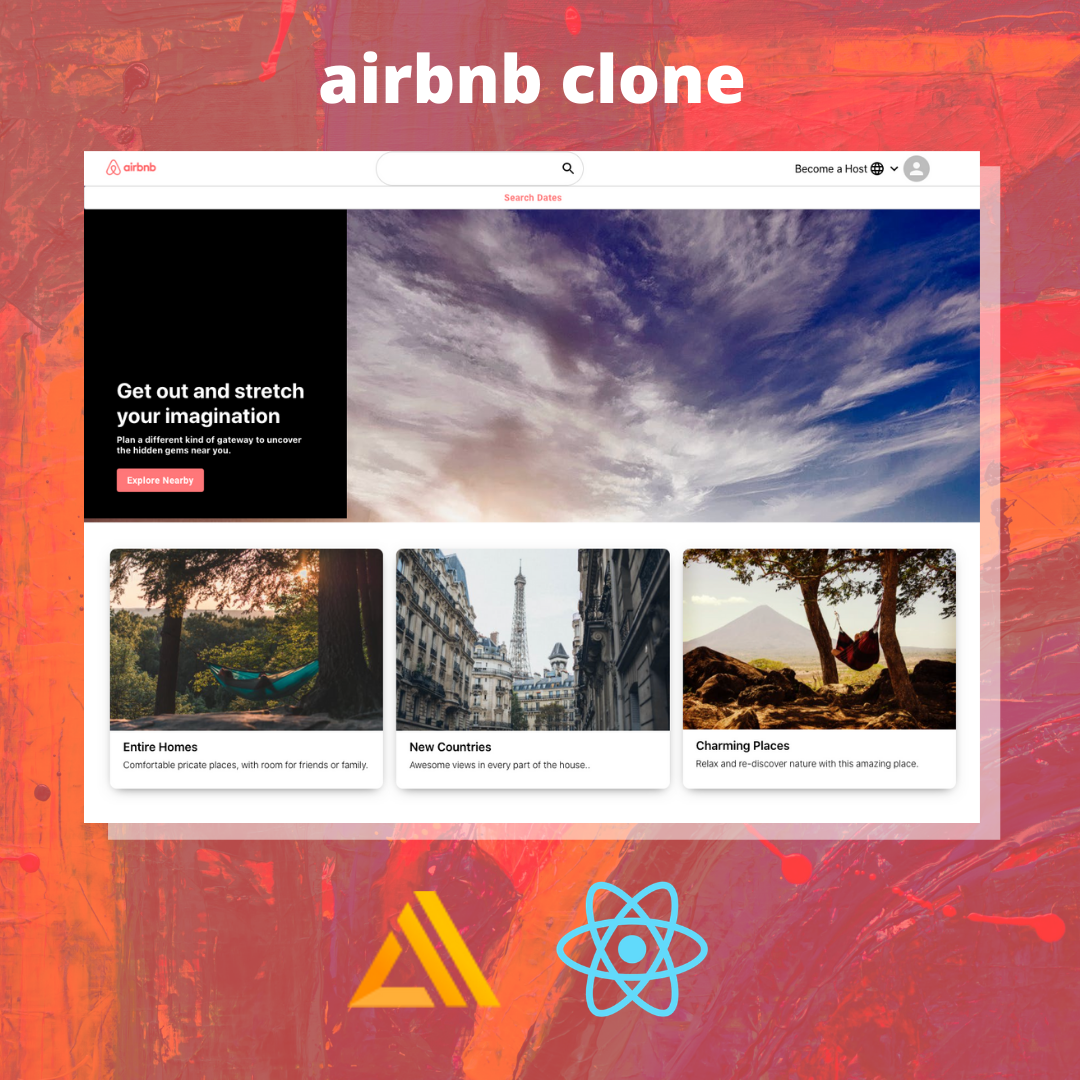 airbnb clone
airbnb
Become a Host
Search Dates
Get out and stretch
your imagination
Plan a different kind of gateway to uncover
the hidden gems near you.
Explore Nearby
Entire Homes
Comfortable pricate places, with room for friends or family.
New Countries
Awesome views in every part of the house..
Charming Places
Relax and re-discover nature with this amazing place.